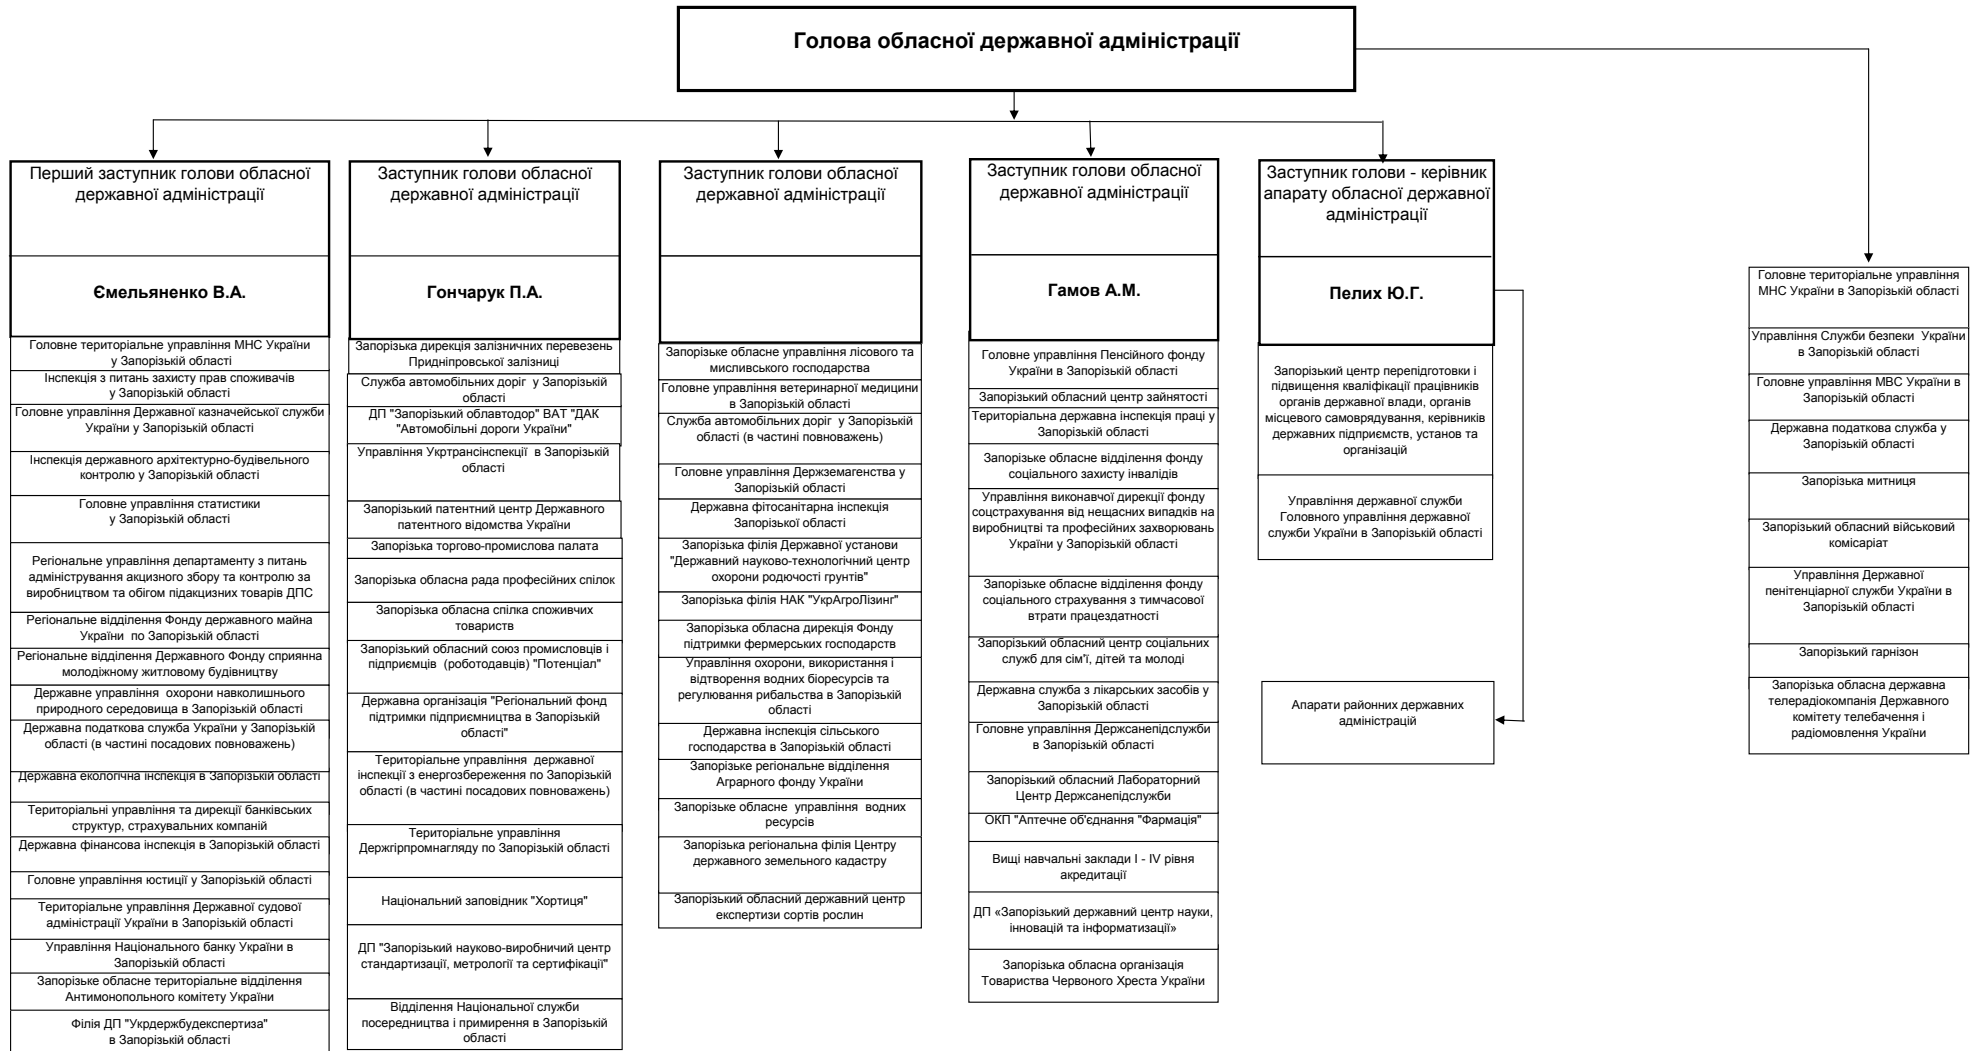 Голова обласної державної адміністрації
Перший заступник голови обласної
державної адміністрації
Ємельяненко В.А.
Головне територіальне управління МНС України
у Запорізькій області
Інспекція з питань захисту прав споживачів
у Запорізькій області
Головне управління Державної казначейської служби
України у Запорізькій області
Інспекція державного архітектурно-будівельного
контролю у Запорізькій області
Головне управління статистики
у Запорізькій області
Регіональне управління департаменту з питань
адміністрування акцизного збору та контролю за
виробництвом та обігом підакцизних товарів ДПС
Регіональне відділення Фонду державного майна
України по Запорізькій області
Регіональне відділення Державного Фонду сприянна
молодіжному житловому будівництву
Державне управління охорони навколишнього
природного середовища в Запорізькій області
Державна податкова служба України у Запорізькій
області (в частині посадових повноважень)
Державна екологічна інспекція в Запорізькій області
Територіальні управління та дирекції банківських
структур, страхувальних компаній
Державна фінансова інспекція в Запорізькій області
Головне управління юстиції у Запорізькій області
Територіальне управління Державної судової
адміністрації України в Запорізькій області
Управління Національного банку України в
Запорізькій області
Запорізьке обласне територіальне відділення
Антимонопольного комітету України
Філія ДП "Укрдержбудекспертиза"
в Запорізькій області
Заступник голови обласної
державної адміністрації
Гончарук П.А.
Запорізька дирекція залізничних перевезень
Придніпровської залізниці
Служба автомобільних доріг у Запорізькій
області
ДП "Запорізький облавтодор" ВАТ "ДАК
"Автомобільні дороги України"
Управління Укртрансінспекції в Запорізькій
області
Запорізький патентний центр Державного
патентного відомства України
Запорізька торгово-промислова палата
Запорізька обласна рада професійних спілок
Запорізька обласна спілка споживчих
товариств
Запорізький обласний союз промисловців і
підприємців (роботодавців) "Потенціал"
Державна організація "Регіональний фонд
підтримки підприємництва в Запорізькій
області"
Територіальне управління державної
інспекції з енергозбереження по Запорізькій
області (в частині посадових повноважень)
Територіальне управління
Держгірпромнагляду по Запорізькій області
Національний заповідник "Хортиця"
ДП "Запорізький науково-виробничий центр
стандартизації, метрології та сертифікації"
Відділення Національної служби
посередництва і примирення в Запорізькій
області
Заступник голови обласної
державної адміністрації
Запорізьке обласне управління лісового та
мисливського господарства
Головне управління ветеринарної медицини
в Запорізькій області
Служба автомобільних доріг у Запорізькій
області (в частині повноважень)
Головне управління Держземагенства у
Запорізькій області
Державна фітосанітарна інспекція
Запорізької області
Запорізька філія Державної установи
"Державний науково-технологічний центр
охорони родючості ґрунтів"
Запорізька філія НАК "УкрАгроЛізинг"
Запорізька обласна дирекція Фонду
підтримки фермерських господарств
Управління охорони, використання і
відтворення водних біоресурсів та
регулювання рибальства в Запорізькій
області
Державна інспекція сільського
господарства в Запорізькій області
Запорізьке регіональне відділення
Аграрного фонду України
Запорізьке обласне управління водних
ресурсів
Запорізька регіональна філія Центру
державного земельного кадастру
Запорізький обласний державний центр
експертизи сортів рослин
Заступник голови обласної
державної адміністрації
Гамов А.М.
Головне управління Пенсійного фонду
України в Запорізькій області
Запорізький обласний центр зайнятості
Територіальна державна інспекція праці у
Запорізькій області
Запорізьке обласне відділення фонду
соціального захисту інвалідів
Управління виконавчої дирекції фонду
соцстрахування від нещасних випадків на
виробництві та професійних захворювань
України у Запорізькій області
Запорізьке обласне відділення фонду
соціального страхування з тимчасової
втрати працездатності
Запорізький обласний центр соціальних
служб для сім'ї, дітей та молоді
Державна служба з лікарських засобів у
Запорізькій області
Головне управління Держсанепідслужби
в Запорізькій області
Запорізький обласний Лабораторний
Центр Держсанепідслужби
ОКП "Аптечне об'єднання "Фармація"
Вищі навчальні заклади І - IV рівня
акредитації
ДП «Запорізький державний центр науки,
інновацій та інформатизації»
Запорізька обласна організація
Товариства Червоного Хреста України
Заступник голови - керівник
апарату обласної державної
адміністрації
Пелих Ю.Г.
Запорізький центр перепідготовки і
підвищення кваліфікації працівників
органів державної влади, органів
місцевого самоврядування, керівників
державних підприємств, установ та
організацій
Управління державної служби
Головного управління державної
служби України в Запорізькій області
Апарати районних державних
адміністрацій
Головне територіальне управління
МНС України в Запорізькій області
Управління Служби безпеки України
в Запорізькій області
Головне управління МВС України в
Запорізькій області
Державна податкова служба у
Запорізькій області
Запорізька митниця
Запорізький обласний військовий
комісаріат
Управління Державної
пенітенціарної служби України в
Запорізькій області
Запорізький гарнізон
Запорізька обласна державна
телерадіокомпанія Державного
комітету телебачення і
радіомовлення України